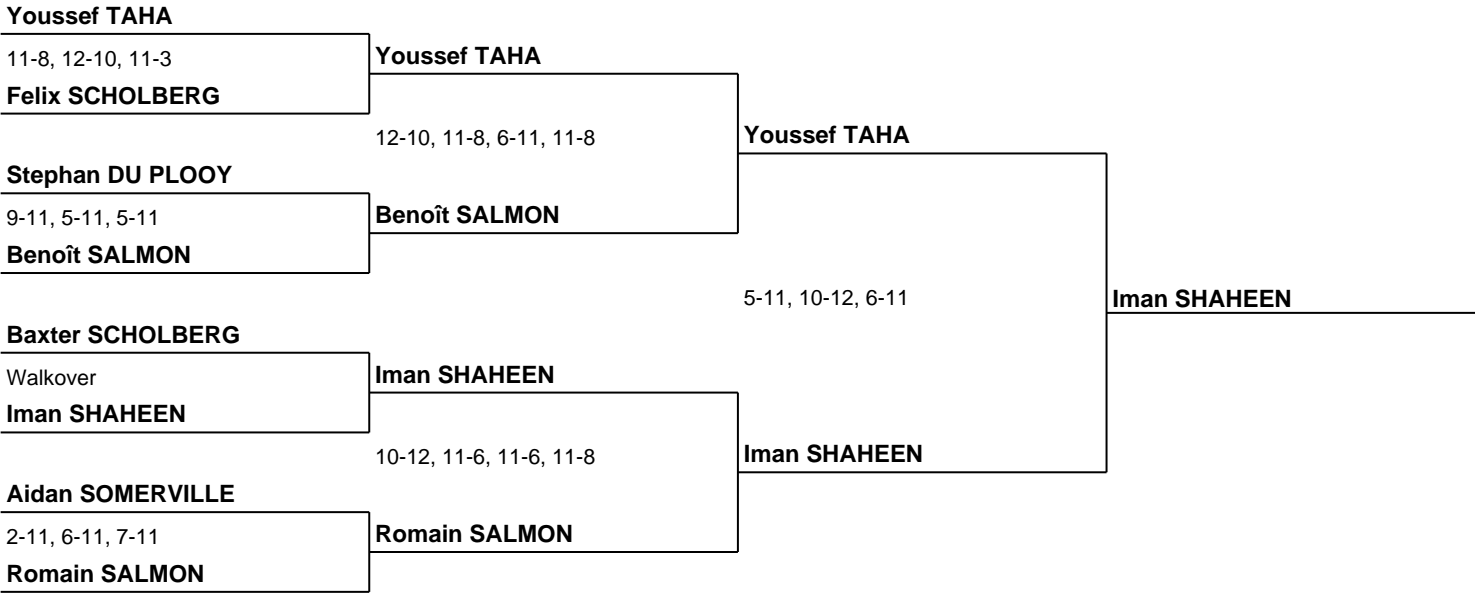 Youssef TAHA
11-8, 12-10, 11-3
Youssef TAHA
Felix SCHOLBERG
12-10, 11-8, 6-11, 11-8
Youssef TAHA
Stephan DU PLOOY
9-11, 5-11, 5-11
Benoît SALMON
Benoît SALMON
5-11, 10-12, 6-11
Iman SHAHEEN
Baxter SCHOLBERG
Walkover
Iman SHAHEEN
Iman SHAHEEN
10-12, 11-6, 11-6, 11-8
Iman SHAHEEN
Aidan SOMERVILLE
2-11, 6-11, 7-11
Romain SALMON
Romain SALMON